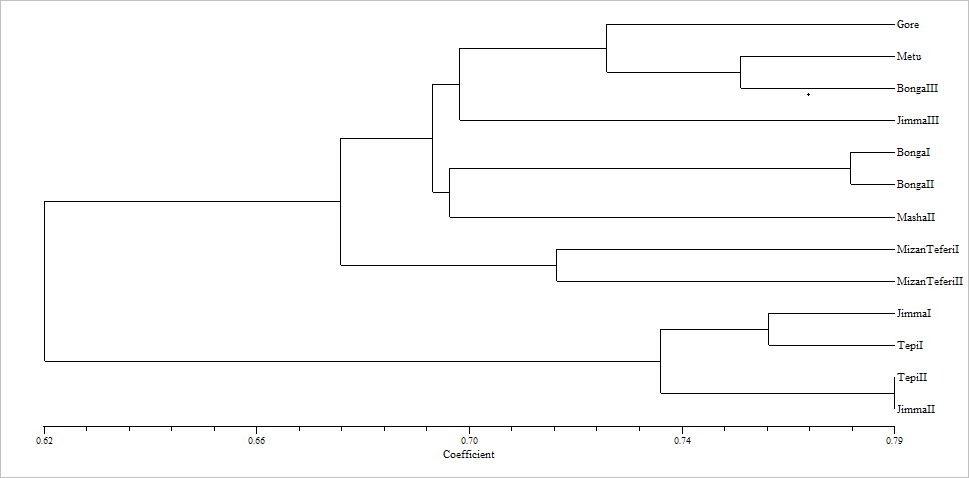 Gore
Metu
BongaIII
JimmaIII
BongaI
BongaII
MashaII
MizanTeferiI
MizanTeferiII
JimmaI
TepiI
TepiII
JimmaII
0.62 0.66 0.70 0.74 0.79
Coefficient